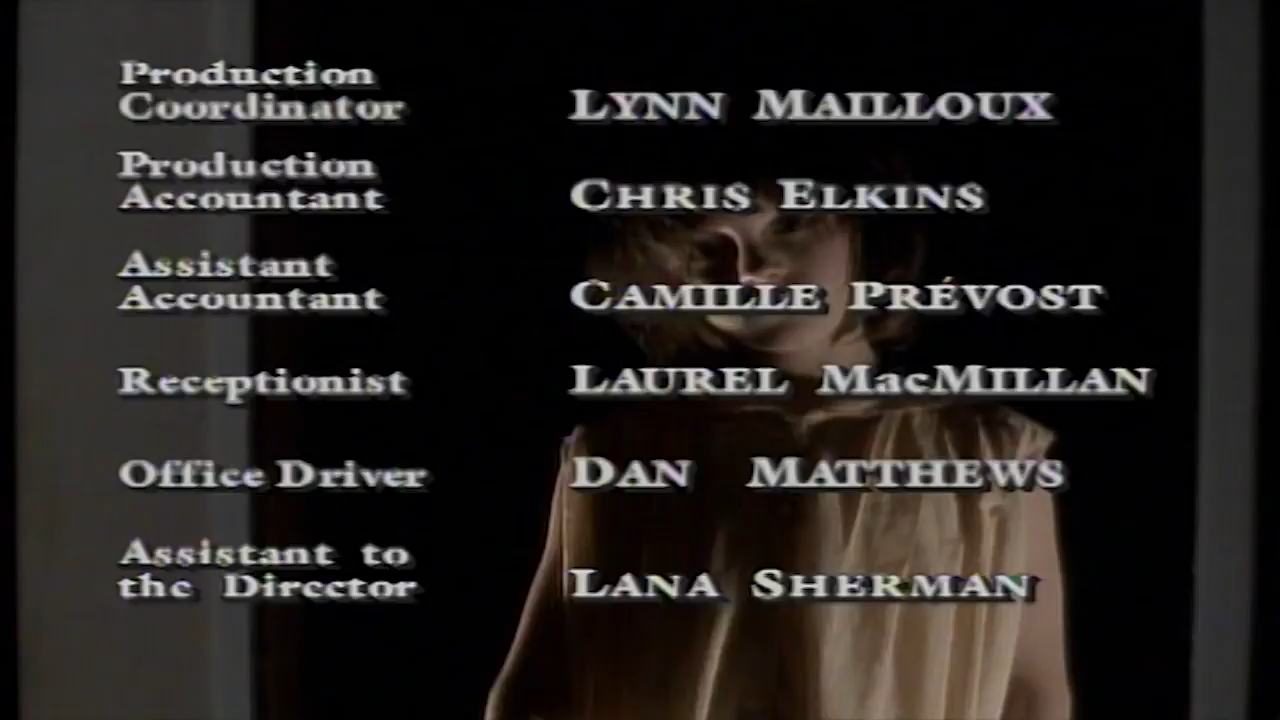 Production
Coordinator LYNN MAILLOUX
Production
Accountant CHRIS ELKINS
Assistant
Accountant CAMILLE PRÉVOST
Receptionist LAUREL MacMILLAN
Office Driver DAN MATTHEWS
Assistant to
the Director LANA SHERMAN